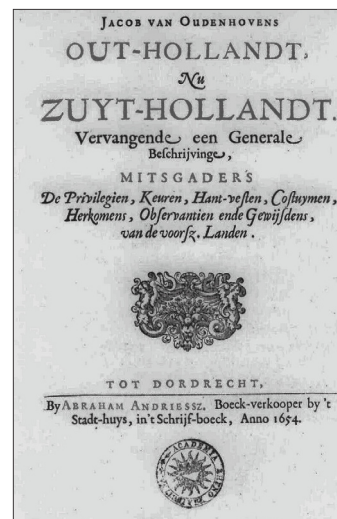 JACOB VAN OUDENHOVENS
OUT-HOLLANDT,
Nu
ZUYT-HOLLANDT.
Vervangende een Generale
Beſchrijvinge,
MITSGADERS
De Privilegien, Keuren, Hant-veſten, Coſtuymen,
Herkomens, Obſervantien ende Gewijſdens,
van de voorſz. Landen.
TOT DORDRECHT,
By ABRAHAM ANDRIESSZ. Boeck-verkooper by 't
Stadt-huys, in't Schrijf-boeck, Anno 1654.
ACADEMIA